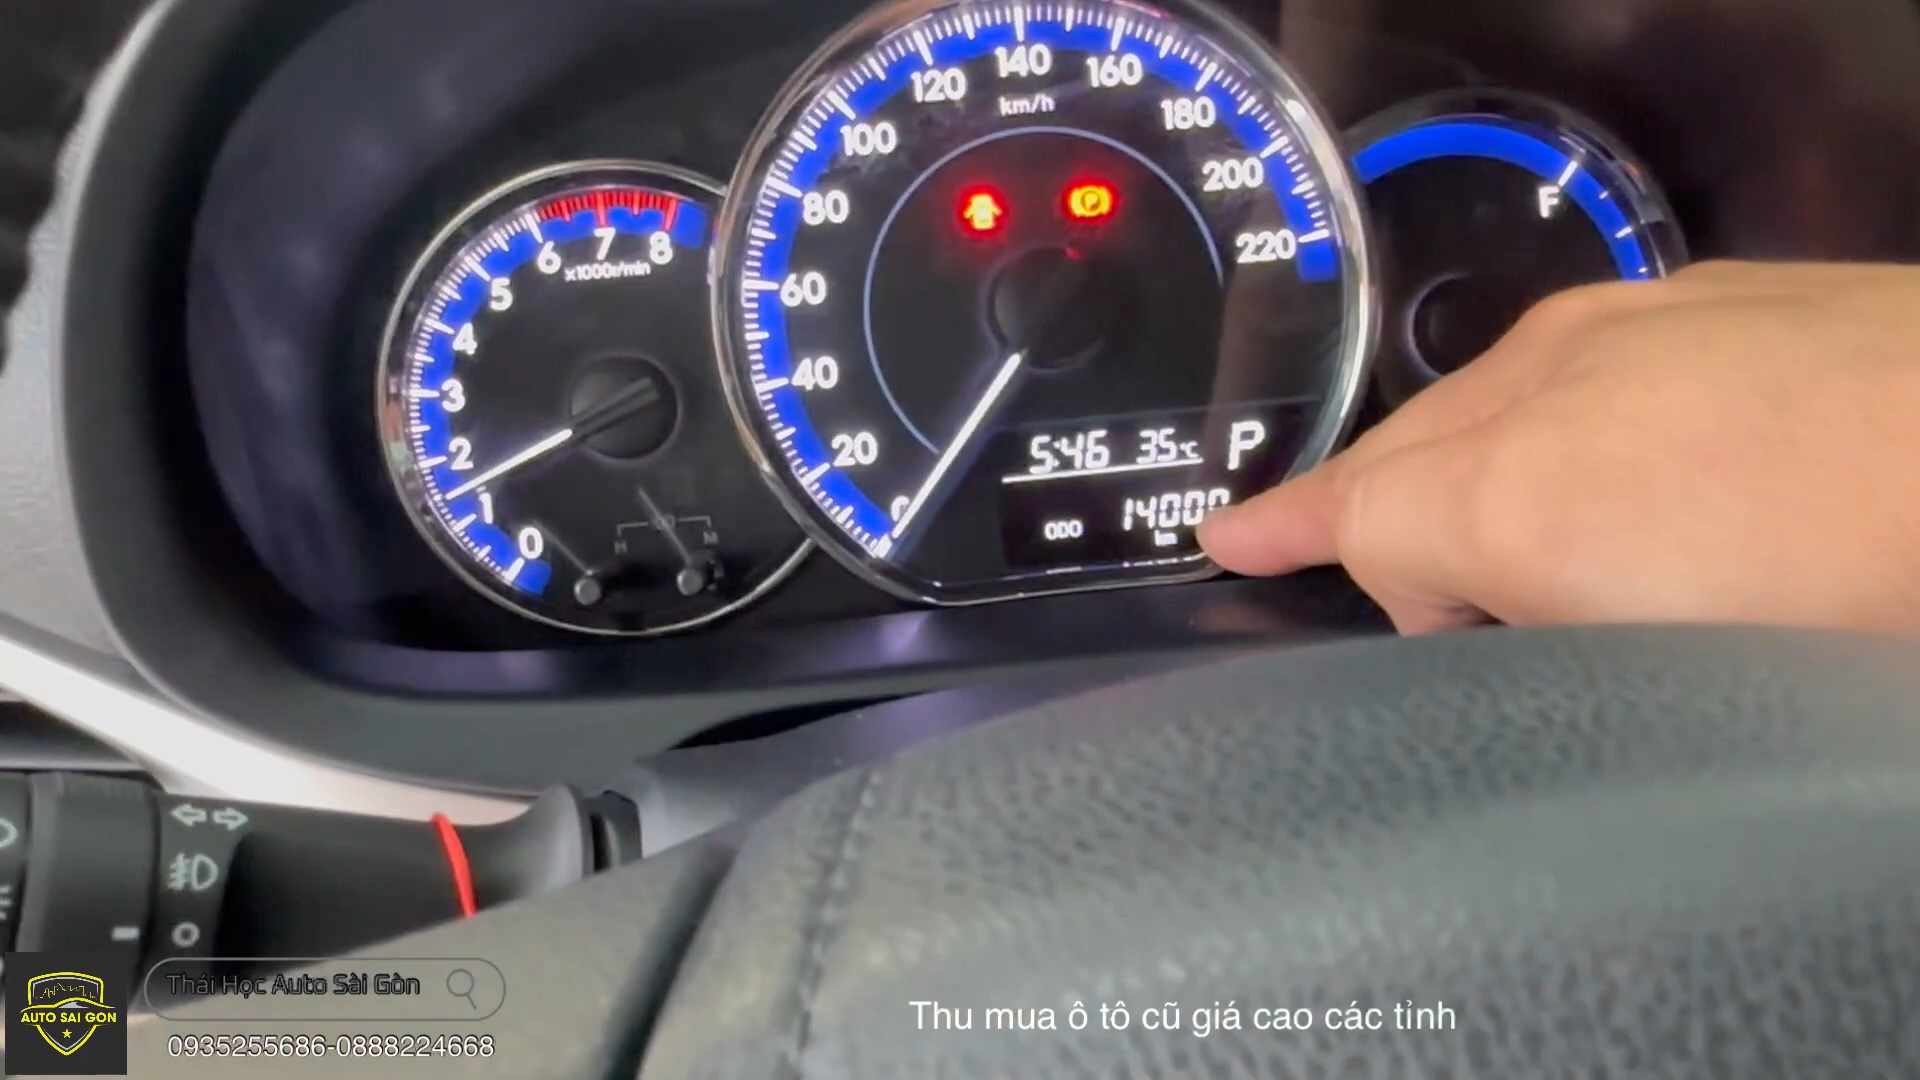 0
1
2
3
4
5
6
7
8
x1000r/min
0
20
40
60
80
100
120
140
160
180
200
220
km/h
F
5:46 35°C P
ODO 14000
km
Thái Học Auto Sài Gòn
AUTO SAI GON
0935255686-0888224668
Thu mua ô tô cũ giá cao các tỉnh